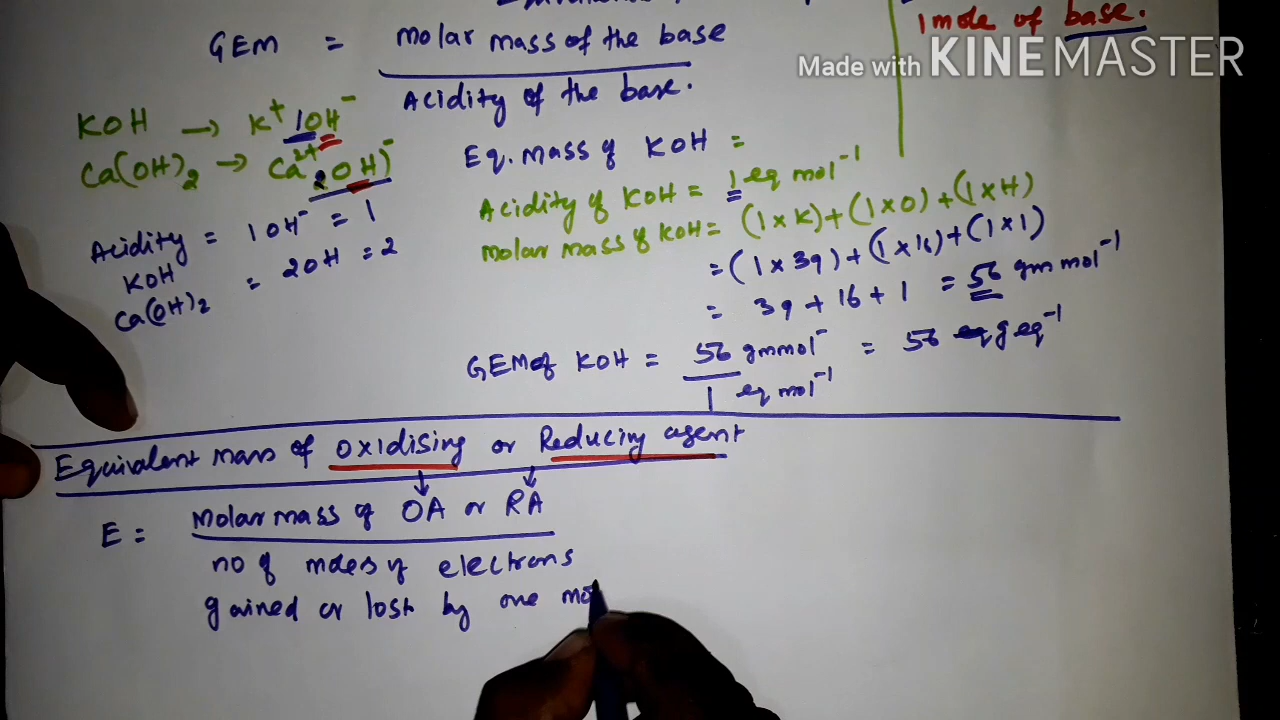 1 mole of base.
Made with KINEMASTER
GEM = molar mass of the base
Acidity of the base.
KOH → K⁺ 1OH⁻
Ca(OH)₂ → Ca²⁺ 2OH)⁻
Acidity = 1OH⁻ = 1
KOH
Ca(OH)₂ = 2OH = 2
Eq. mass of KOH =
Acidity of KOH = 1 eq mol⁻¹
molar mass of KOH = (1×K)+(1×O)+(1×H)
= (1×39)+(1×16)+(1×1)
= 39+16+1 = 56 gm mol⁻¹
GEM of KOH = 56 gm mol⁻ = 56 g eq⁻¹
1 eq mol⁻¹
Equivalent mass of oxidising or Reducing agent
E = Molar mass of OA or RA
no of moles of electrons
gained or lost by one mo